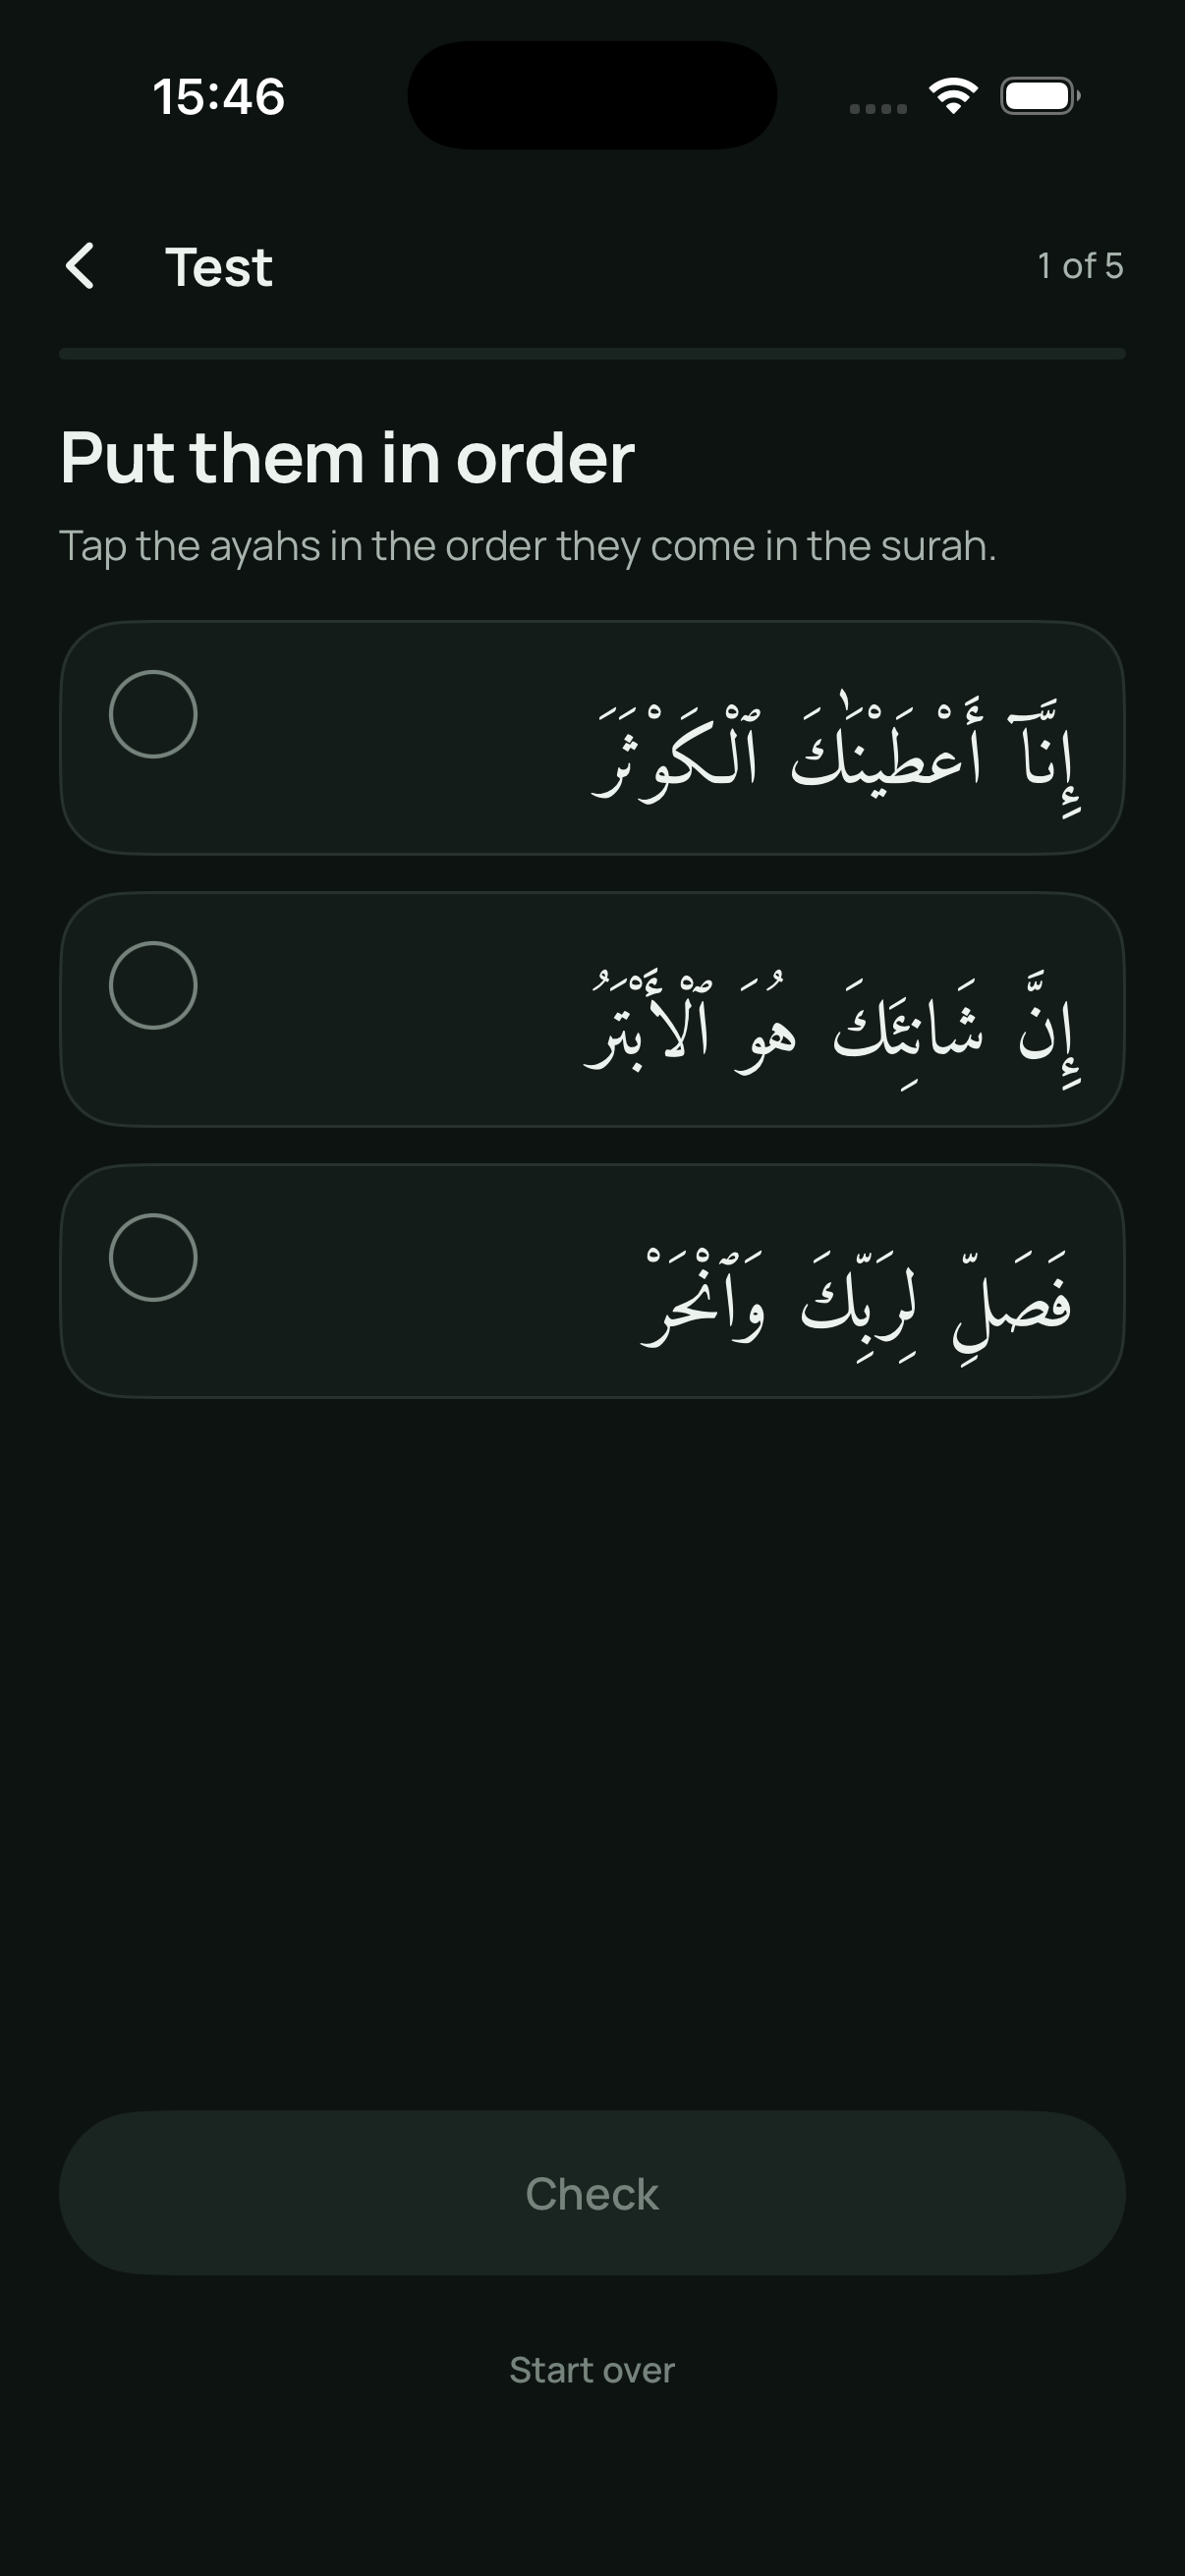 15:46
Test
1 of 5
Put them in order
Tap the ayahs in the order they come in the surah.
إِنَّآ أَعْطَيْنَٰكَ ٱلْكَوْثَرَ
إِنَّ شَانِئَكَ هُوَ ٱلْأَبْتَرُ
فَصَلِّ لِرَبِّكَ وَٱنْحَرْ
Check
Start over